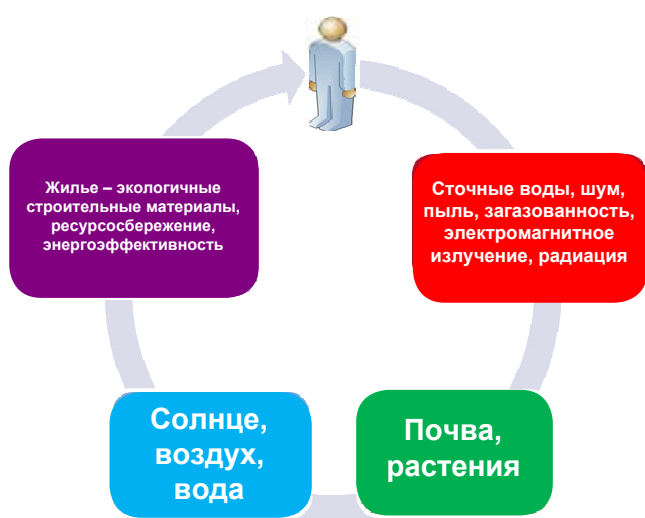 Жилье – экологичные
строительные материалы,
ресурсосбережение,
энергоэффективность
Сточные воды, шум,
пыль, загазованность,
электромагнитное
излучение, радиация
Солнце,
воздух,
вода
Почва,
растения